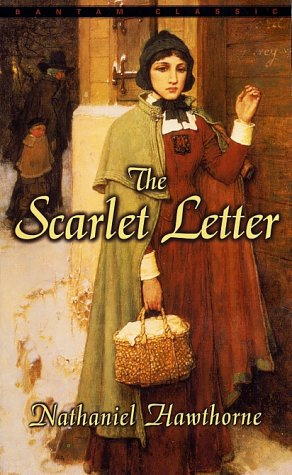 BANTAM CLASSIC
The
Scarlet Letter
Nathaniel Hawthorne